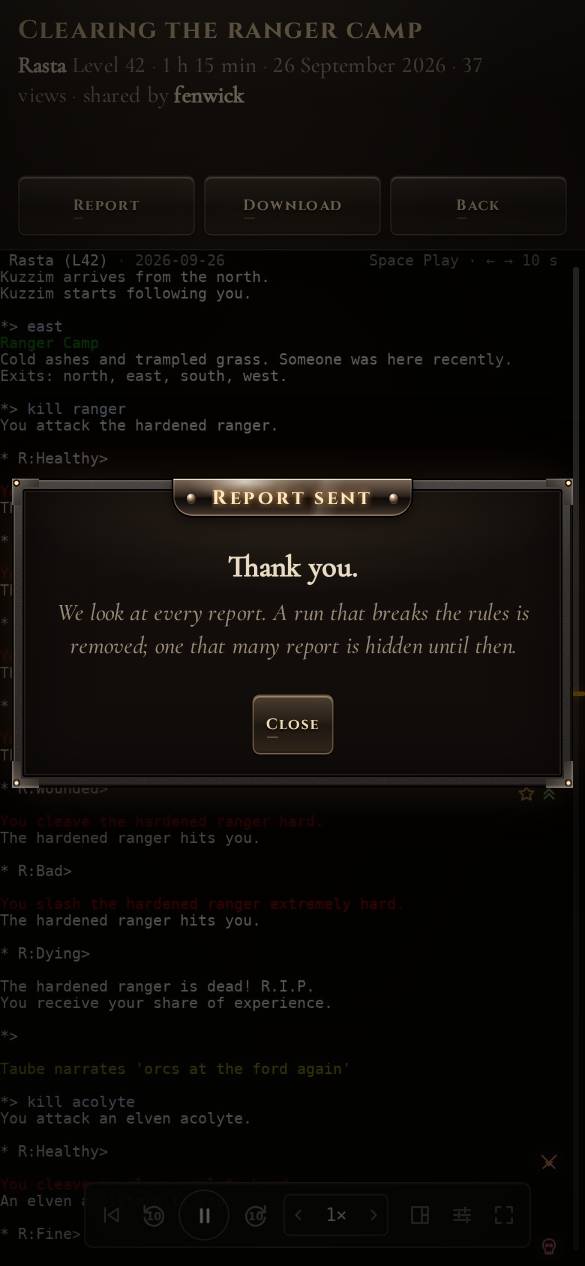 Clearing the ranger camp
Rasta Level 42 · 1 h 15 min · 26 September 2026 · 37
views · shared by fenwick
Report
Download
Back
Rasta (L42) · 2026-09-26
Space Play · ← → 10 s
Kuzzim arrives from the north.
Kuzzim starts following you.
*> east
Ranger Camp
Cold ashes and trampled grass. Someone was here recently.
Exits: north, east, south, west.
*> kill ranger
You attack the hardened ranger.
* R:Healthy>
Report sent
Thank you.
We look at every report. A run that breaks the rules is
removed; one that many report is hidden until then.
Close
* R:Wounded>
You cleave the hardened ranger hard.
The hardened ranger hits you.
* R:Bad>
You slash the hardened ranger extremely hard.
The hardened ranger hits you.
* R:Dying>
The hardened ranger is dead! R.I.P.
You receive your share of experience.
*>
Taube narrates 'orcs at the ford again'
*> kill acolyte
You attack an elven acolyte.
* R:Healthy>
You cleave
An elven
* R:Fine>
10
10
1×